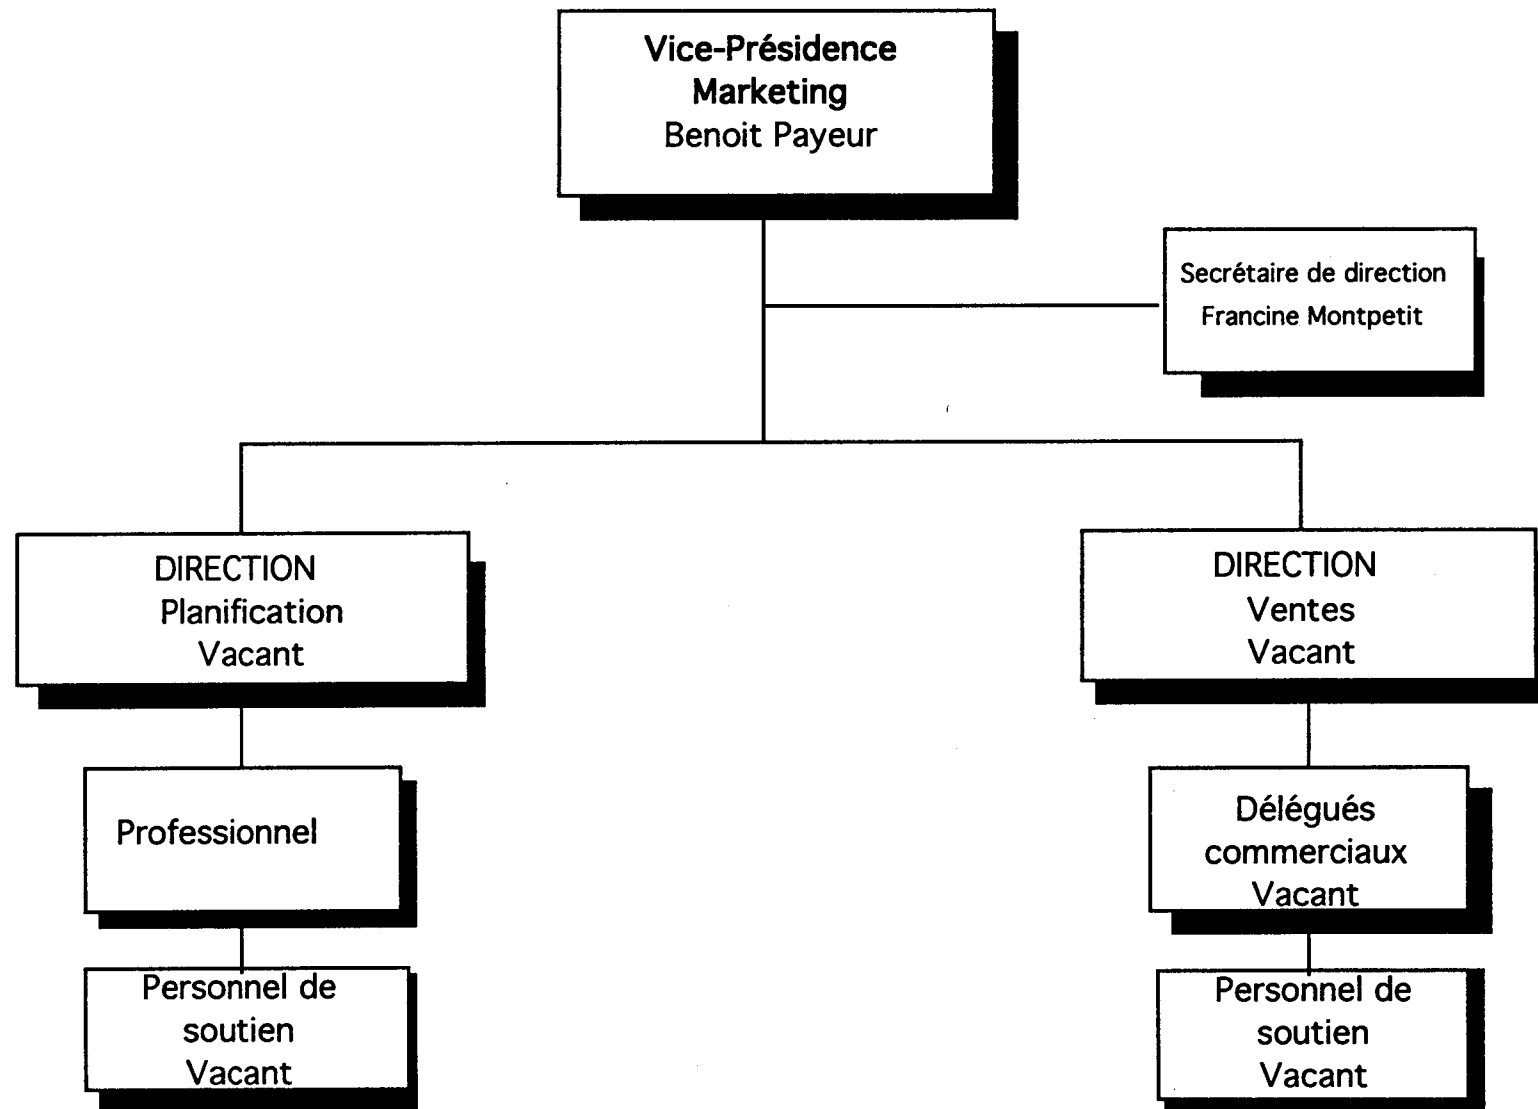 Vice-Présidence
Marketing
Benoit Payeur
Secrétaire de direction
Francine Montpetit
DIRECTION
Planification
Vacant
DIRECTION
Ventes
Vacant
Professionnel
Délégués
commerciaux
Vacant
Personnel de
soutien
Vacant
Personnel de
soutien
Vacant